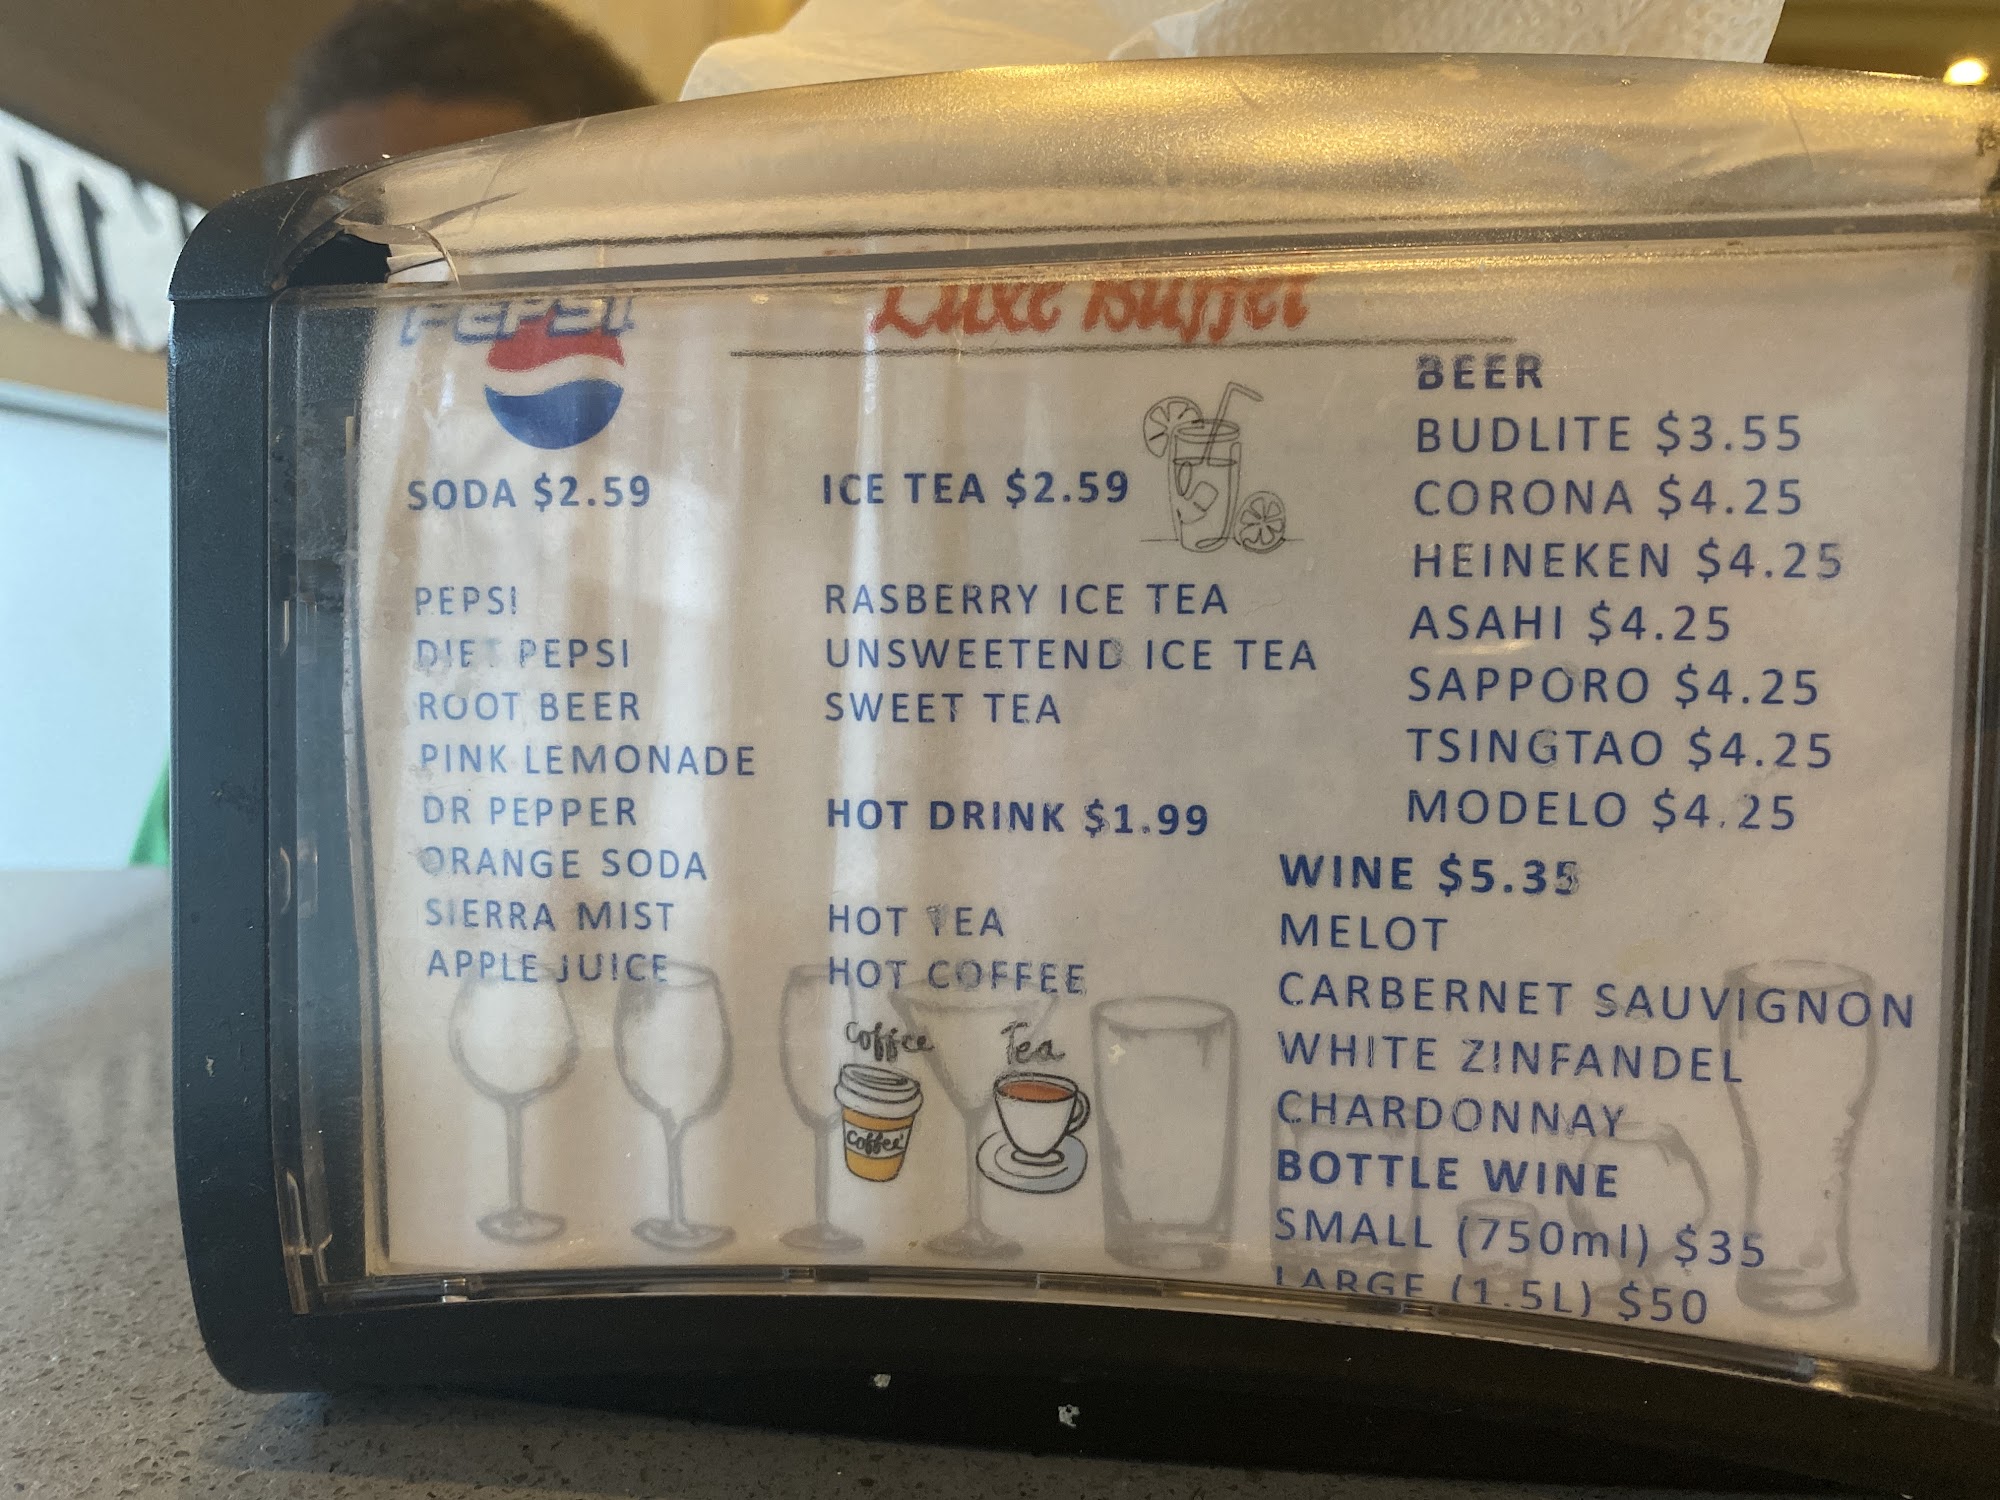 PEPSI
Luxe Buffet
SODA $2.59
PEPSI
DIET PEPSI
ROOT BEER
PINK LEMONADE
DR PEPPER
ORANGE SODA
SIERRA MIST
APPLE JUICE
ICE TEA $2.59
RASBERRY ICE TEA
UNSWEETEND ICE TEA
SWEET TEA
HOT DRINK $1.99
HOT TEA
HOT COFFEE
Coffee
Tea
Coffee
BEER
BUDLITE $3.55
CORONA $4.25
HEINEKEN $4.25
ASAHI $4.25
SAPPORO $4.25
TSINGTAO $4.25
MODELO $4.25
WINE $5.35
MELOT
CARBERNET SAUVIGNON
WHITE ZINFANDEL
CHARDONNAY
BOTTLE WINE
SMALL (750ml) $35
LARGE (1.5L) $50